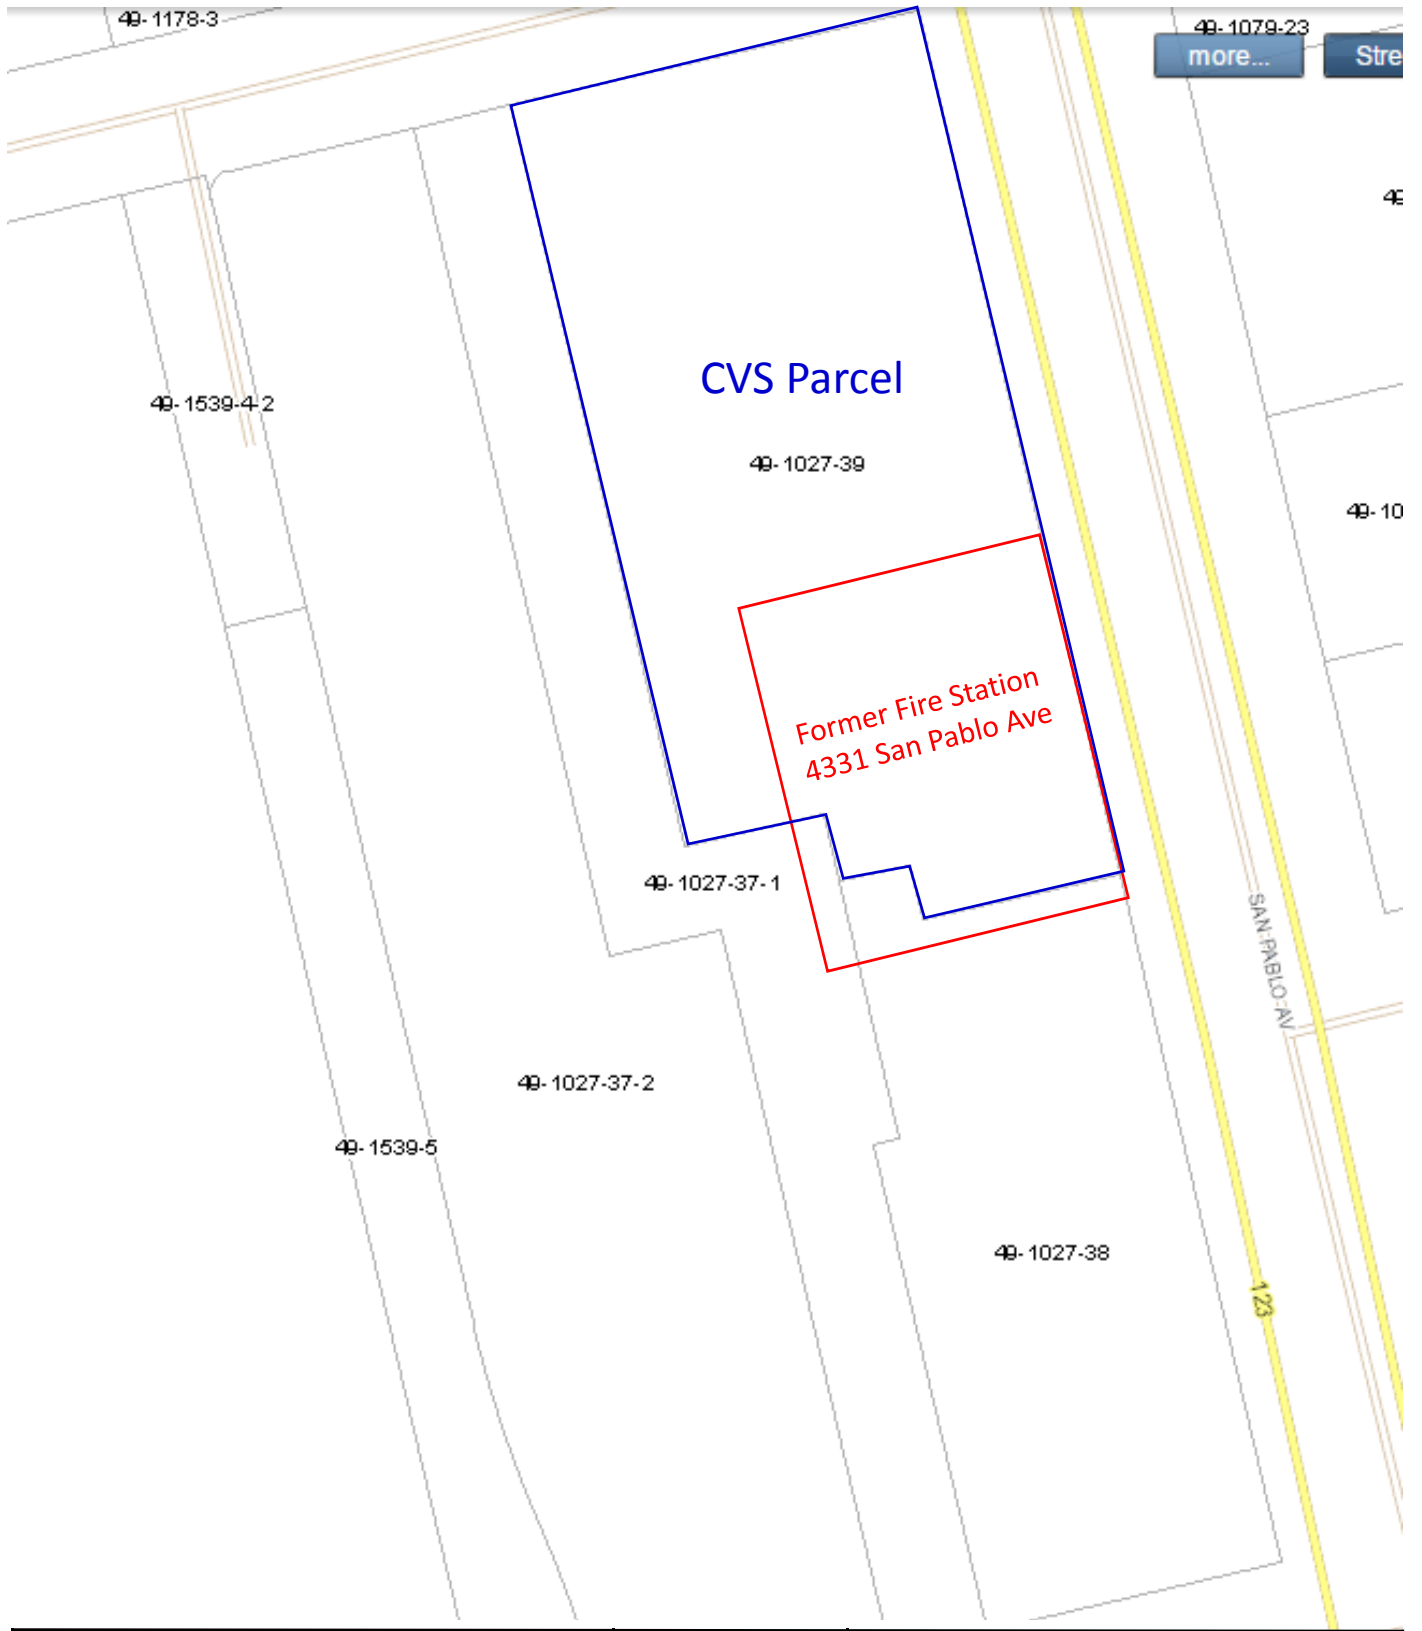 49-1178-3
49-1079-23
more...
Stre
49
CVS Parcel
49-1539-4-2
49-1027-39
49-10
Former Fire Station
4331 San Pablo Ave
49-1027-37-1
SAN PABLO AV
49-1027-37-2
49-1539-5
49-1027-38
123